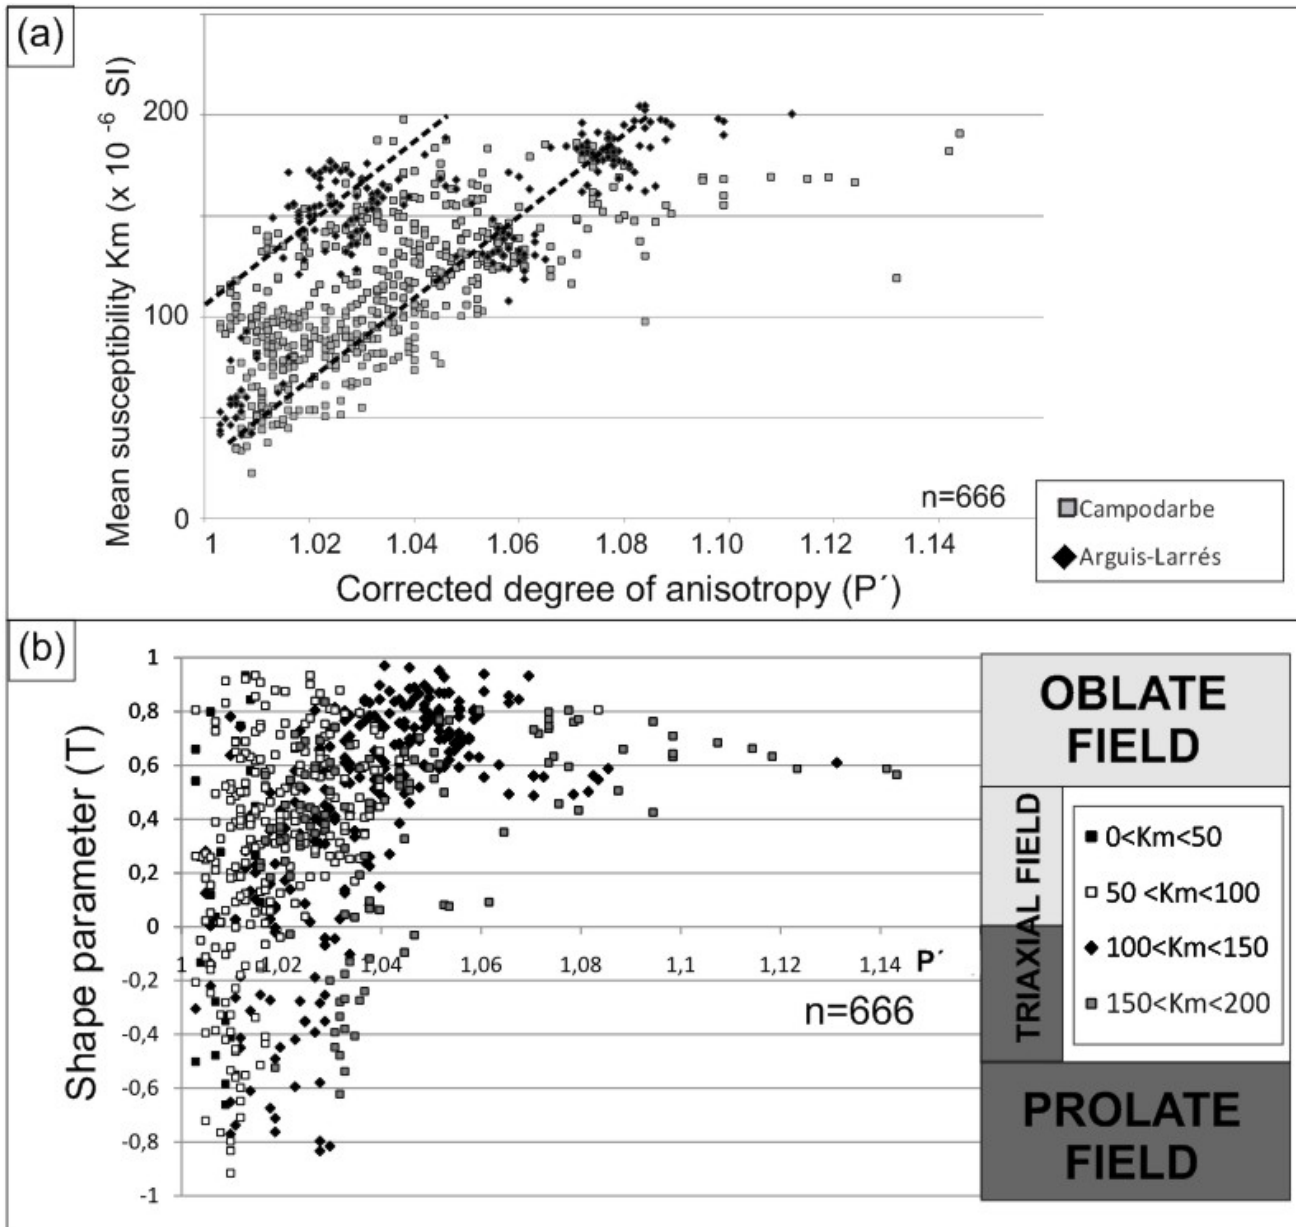 (a)
Mean susceptibility Km (x 10 -6 SI)
200
100
0
1 1.02 1.04 1.06 1.08 1.10 1.12 1.14
Corrected degree of anisotropy (P´)
n=666
Campodarbe
Arguis-Larrés
(b)
Shape parameter (T)
1
0,8
0,6
0,4
0,2
0
-0,2
-0,4
-0,6
-0,8
-1
1 1,02 1,04 1,06 1,08 1,1 1,12 1,14 P´
n=666
OBLATE
FIELD
TRIAXIAL FIELD
0<Km<50
50 <Km<100
100<Km<150
150<Km<200
PROLATE
FIELD